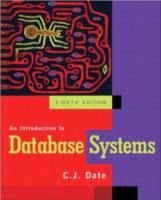 EIGHTH EDITION
An Introduction to
Database Systems
C.J. Date